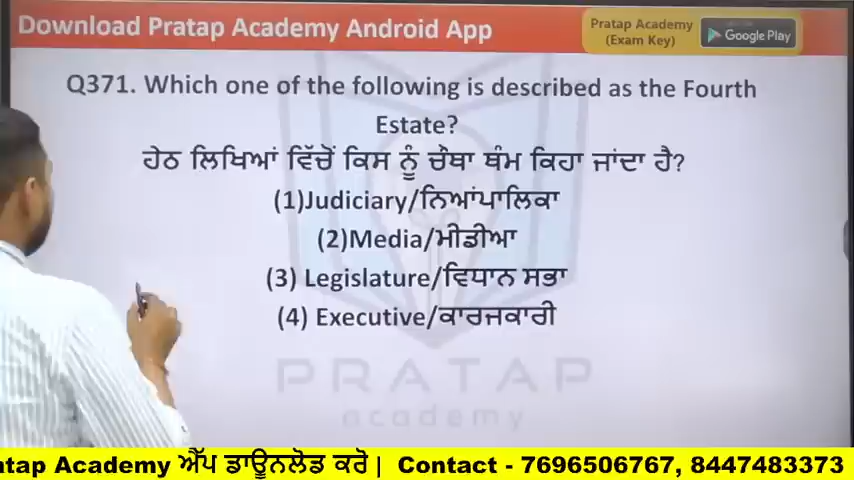 Download Pratap Academy Android App
Pratap Academy
(Exam Key)
Google Play
Q371. Which one of the following is described as the Fourth
Estate?
ਹੇਠ ਲਿਖਿਆਂ ਵਿੱਚੋਂ ਕਿਸ ਨੂੰ ਚੌਥਾ ਥੰਮ ਕਿਹਾ ਜਾਂਦਾ ਹੈ?
(1)Judiciary/ਨਿਆਂਪਾਲਿਕਾ
(2)Media/ਮੀਡੀਆ
(3) Legislature/ਵਿਧਾਨ ਸਭਾ
(4) Executive/ਕਾਰਜਕਾਰੀ
PRATAP
academy
Academy ਐੱਪ ਡਾਊਨਲੋਡ ਕਰੋ | Contact - 7696506767, 8447483373